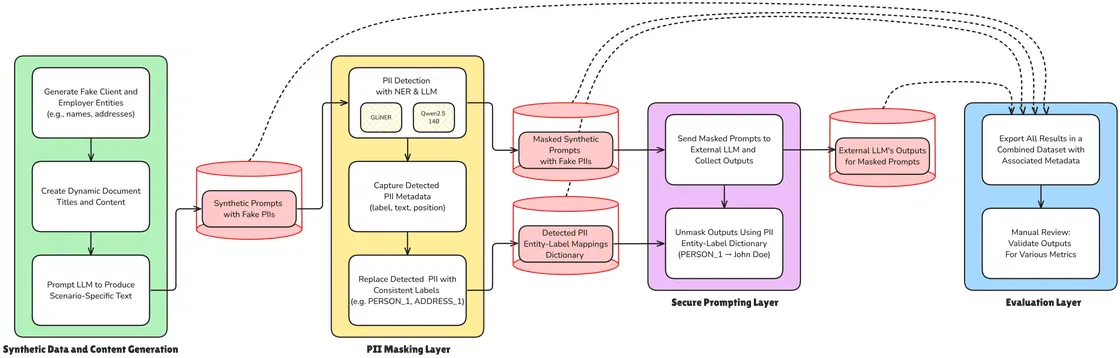 Generate Fake Client and
Employer Entities
(e.g., names, addresses)
Create Dynamic Document
Titles and Content
Prompt LLM to Produce
Scenario-Specific Text
Synthetic Data and Content Generation
Synthetic Prompts
with Fake PIIs
PII Detection
with NER & LLM
GLiNER
Qwen2.5
14B
Capture Detected
PII Metadata
(label, text, position)
Replace Detected PII with
Consistent Labels
(e.g. PERSON_1, ADDRESS_1)
PII Masking Layer
Masked Synthetic
Prompts
with Fake PIIs
Detected PII
Entity-Label Mappings
Dictionary
Send Masked Prompts to
External LLM and
Collect Outputs
Unmask Outputs Using PII
Entity-Label Dictionary
(PERSON_1 → John Doe)
Secure Prompting Layer
External LLM's Outputs
for Masked Prompts
Export All Results in a
Combined Dataset with
Associated Metadata
Manual Review:
Validate Outputs
For Various Metrics
Evaluation Layer